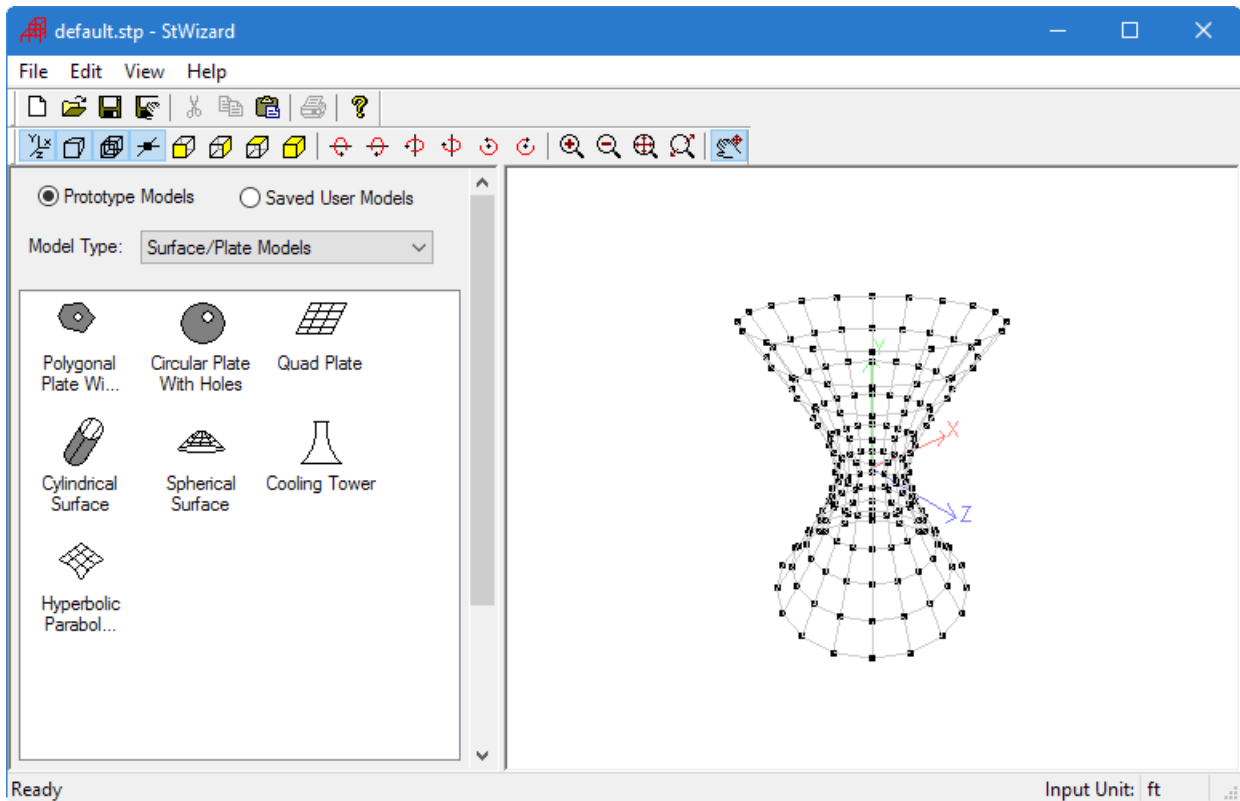 default.stp - StWizard
File Edit View Help
Prototype Models Saved User Models
Model Type: Surface/Plate Models
Polygonal
Plate Wi...
Circular Plate
With Holes
Quad Plate
Cylindrical
Surface
Spherical
Surface
Cooling Tower
Hyperbolic
Parabol...
Y
X
Z
Ready
Input Unit: ft